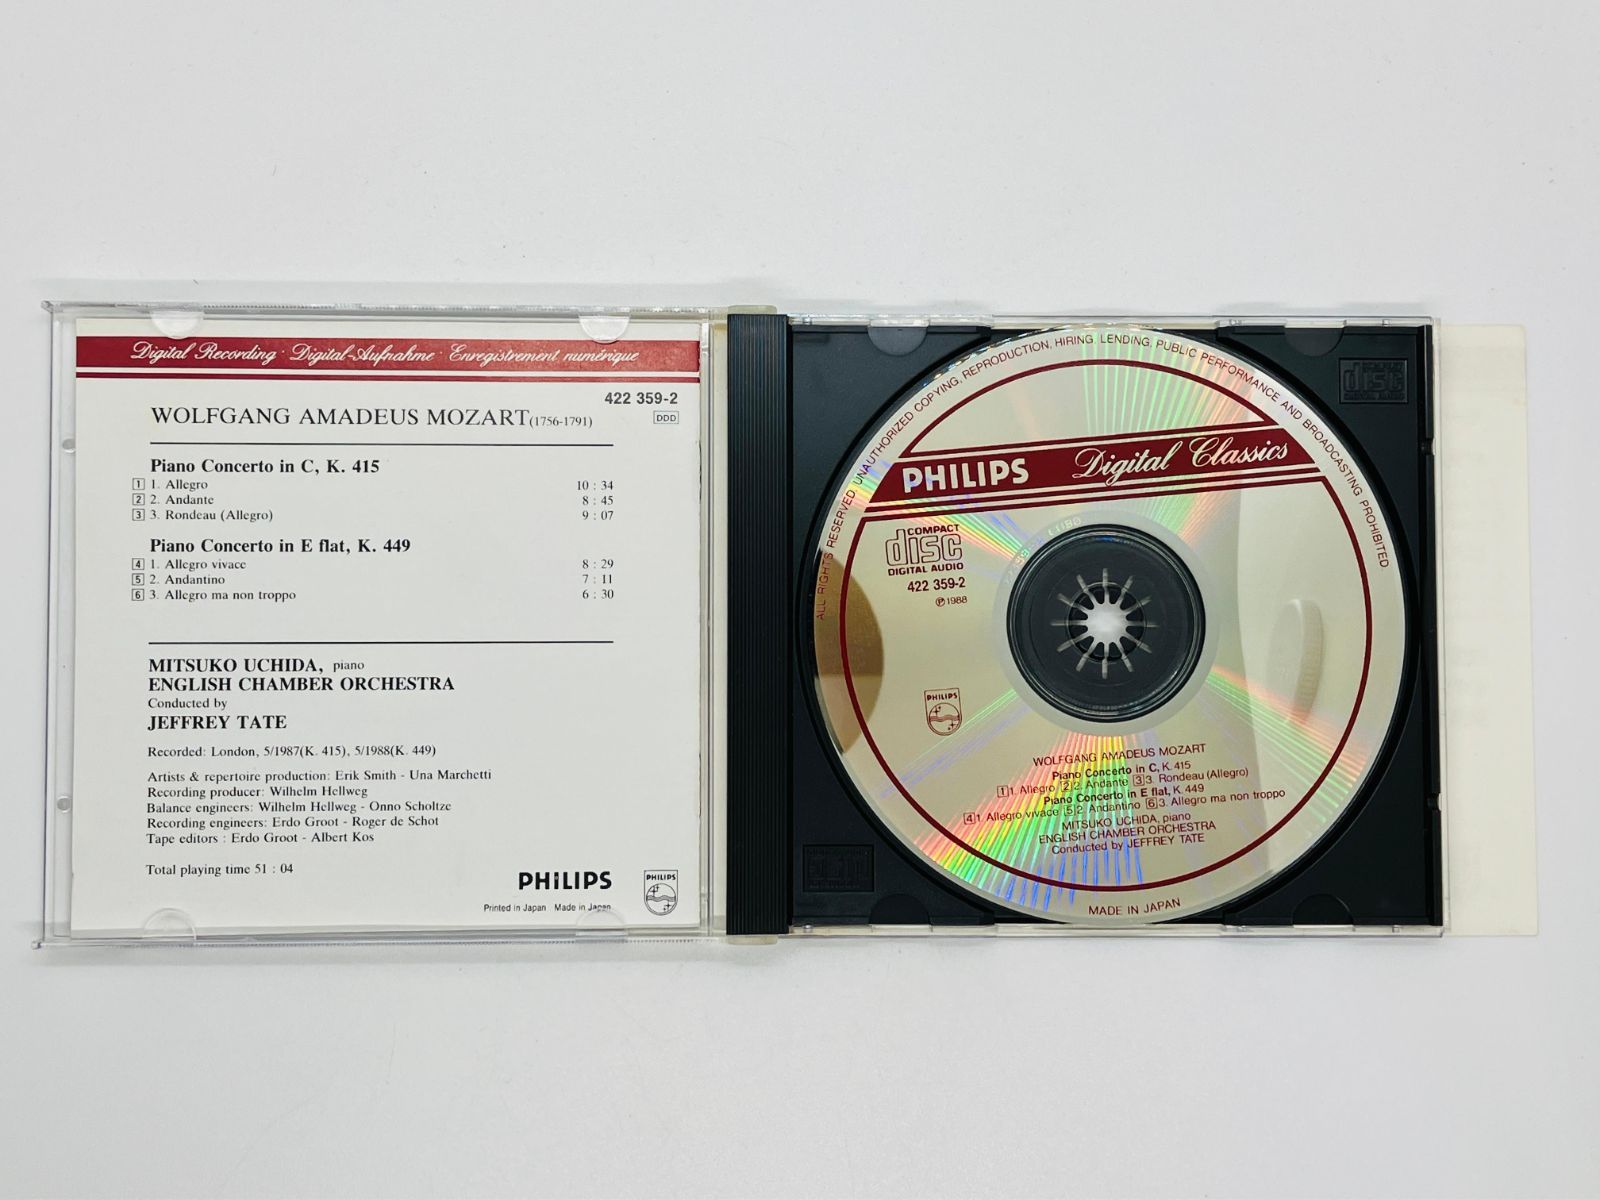 Digital Recording · Digital-Aufnahme · Enregistrement numérique
422 359-2
WOLFGANG AMADEUS MOZART (1756-1791)
DDD
Piano Concerto in C, K. 415
1 1. Allegro 10 : 34
2 2. Andante 8 : 45
3 3. Rondeau (Allegro) 9 : 07
Piano Concerto in E flat, K. 449
4 1. Allegro vivace 8 : 29
5 2. Andantino 7 : 11
6 3. Allegro ma non troppo 6 : 30
MITSUKO UCHIDA, piano
ENGLISH CHAMBER ORCHESTRA
Conducted by
JEFFREY TATE
Recorded: London, 5/1987(K. 415), 5/1988(K. 449)
Artists & repertoire production: Erik Smith - Una Marchetti
Recording producer: Wilhelm Hellweg
Balance engineers: Wilhelm Hellweg - Onno Scholtze
Recording engineers: Erdo Groot - Roger de Schot
Tape editors : Erdo Groot - Albert Kos
Total playing time 51 : 04
PHILIPS
PHILIPS
Printed in Japan Made in Japan
ALL RIGHTS RESERVED. UNAUTHORIZED COPYING, REPRODUCTION, HIRING, LENDING, PUBLIC PERFORMANCE AND BROADCASTING PROHIBITED
PHILIPS Digital Classics
COMPACT
disc
DIGITAL AUDIO
422 359-2
℗ 1988
PHILIPS
WOLFGANG AMADEUS MOZART
Piano Concerto in C, K. 415
1 1. Allegro 2 2. Andante 3 3. Rondeau (Allegro)
Piano Concerto in E flat, K. 449
4 1. Allegro vivace 5 2. Andantino 6 3. Allegro ma non troppo
MITSUKO UCHIDA, piano
ENGLISH CHAMBER ORCHESTRA
Conducted by JEFFREY TATE
MADE IN JAPAN
disc